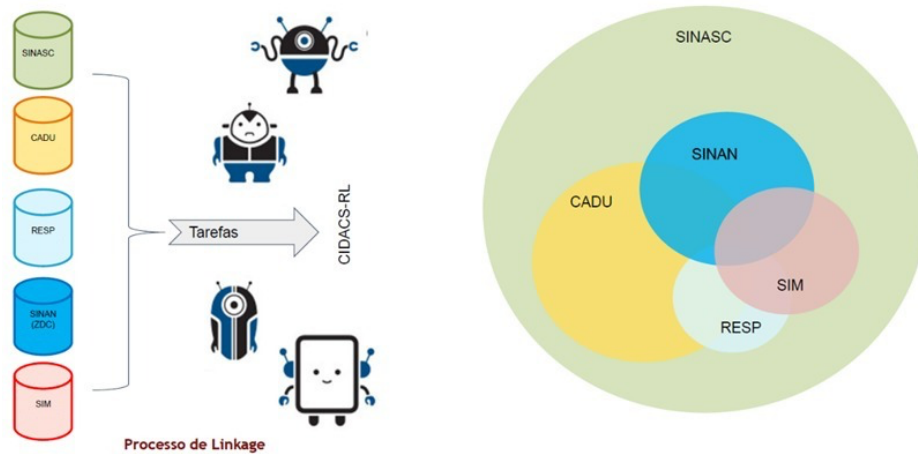 SINASC
CADU
RESP
SINAN
(ZDC)
SIM
Tarefas
CIDACS-RL
Processo de Linkage
SINASC
SINAN
CADU
SIM
RESP